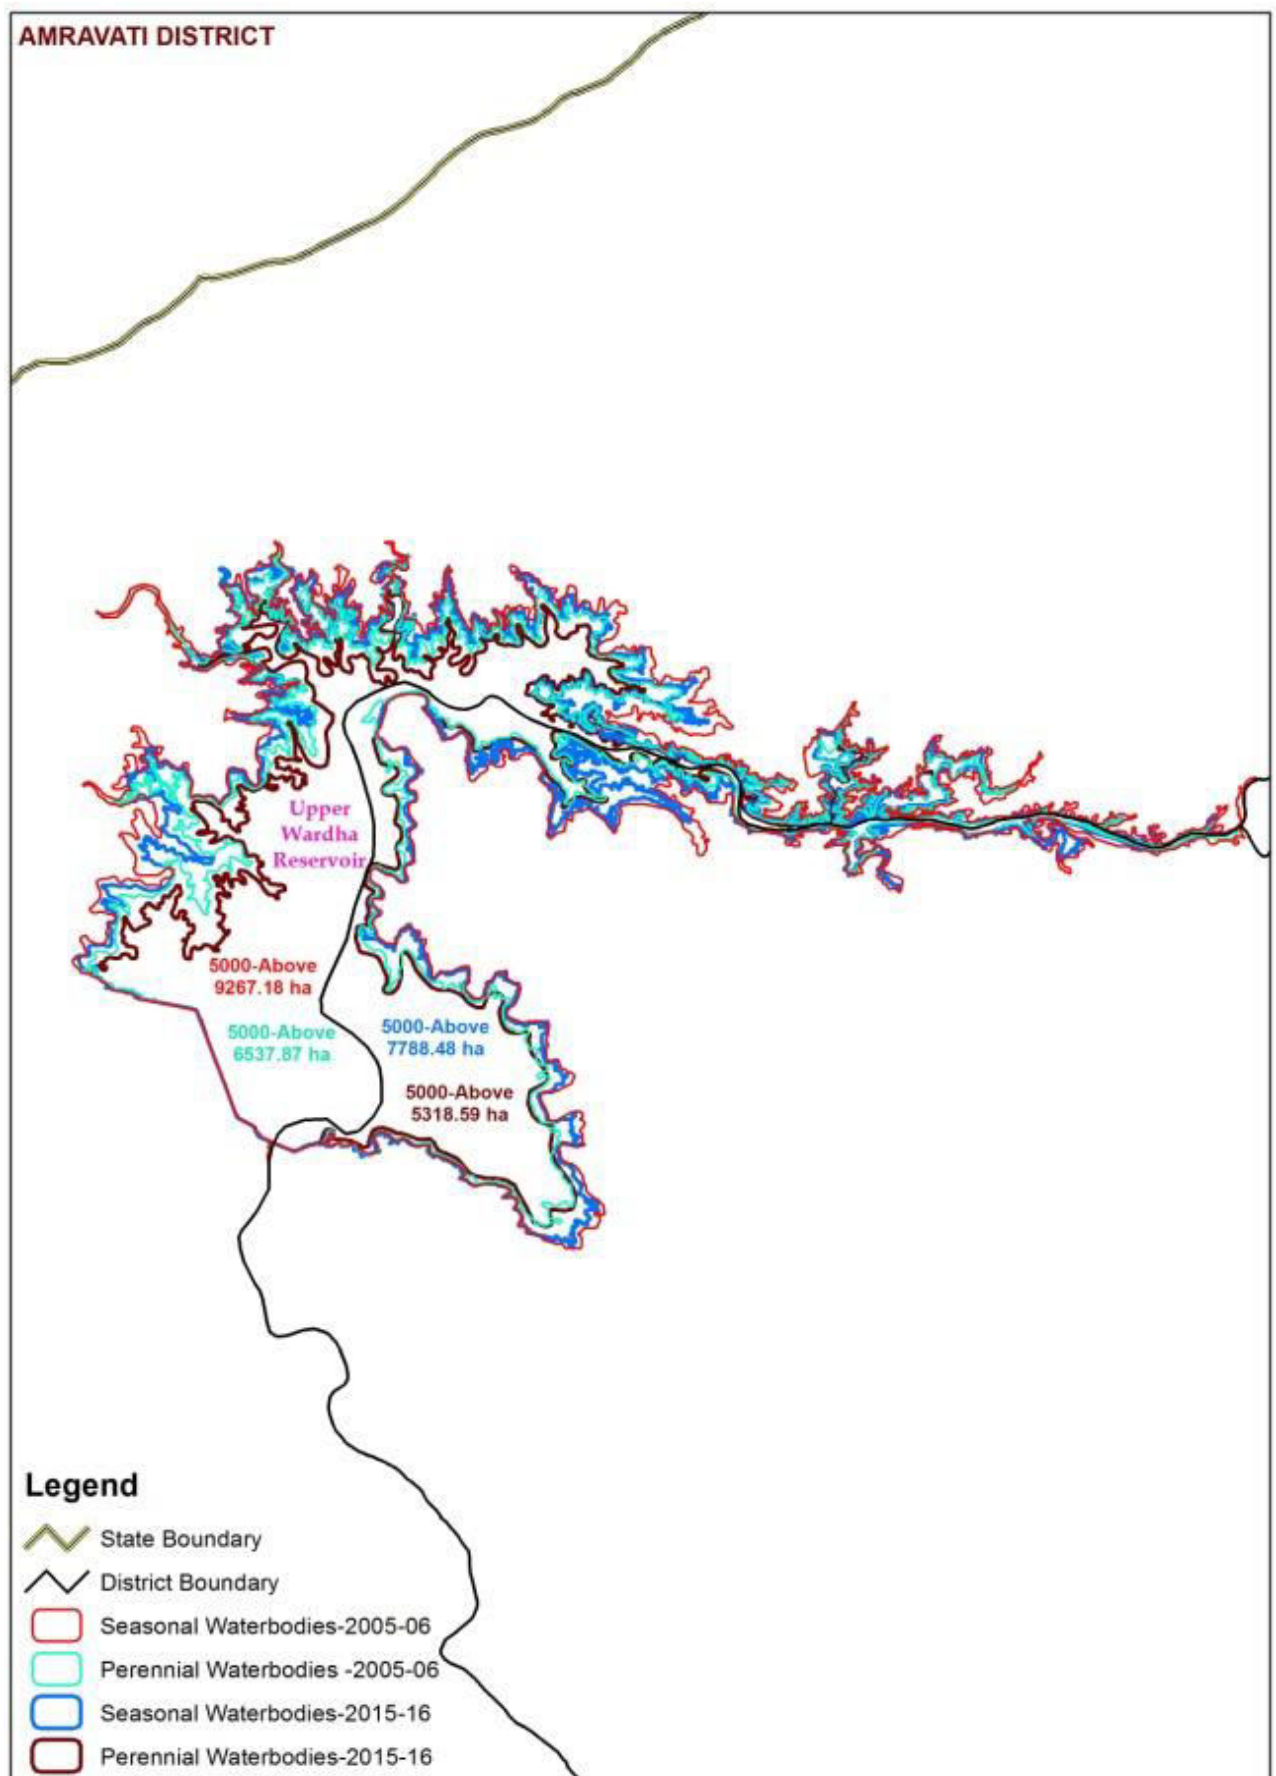 AMRAVATI DISTRICT
Upper
Wardha
Reservoir
5000-Above
9267.18 ha
5000-Above
6537.87 ha
5000-Above
7788.48 ha
5000-Above
5318.59 ha
Legend
State Boundary
District Boundary
Seasonal Waterbodies-2005-06
Perennial Waterbodies -2005-06
Seasonal Waterbodies-2015-16
Perennial Waterbodies-2015-16